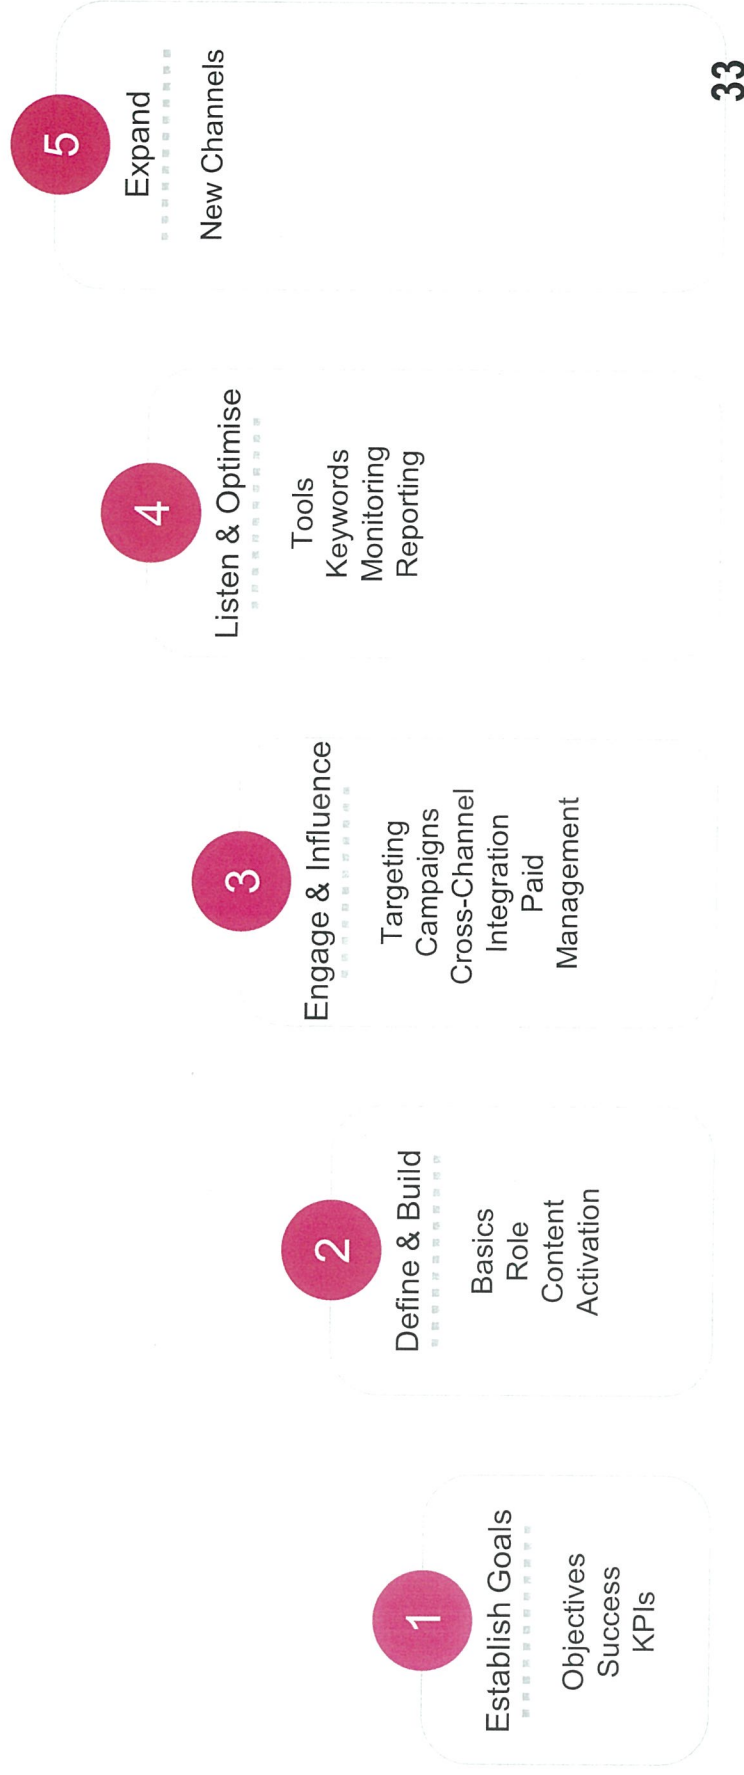 1
Establish Goals
Objectives
Success
KPIs
2
Define & Build
Basics
Role
Content
Activation
3
Engage & Influence
Targeting
Campaigns
Cross-Channel
Integration
Paid
Management
4
Listen & Optimise
Tools
Keywords
Monitoring
Reporting
5
Expand
New Channels
33